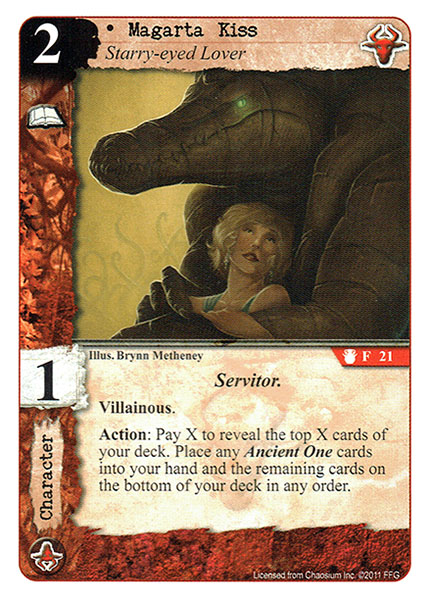 2
• Magarta Kiss
Starry-eyed Lover
Illus. Brynn Metheney
F 21
1
Servitor.
Villainous.
Action: Pay X to reveal the top X cards of
your deck. Place any Ancient One cards
into your hand and the remaining cards on
the bottom of your deck in any order.
Character
Licensed from Chaosium Inc. ©2011 FFG